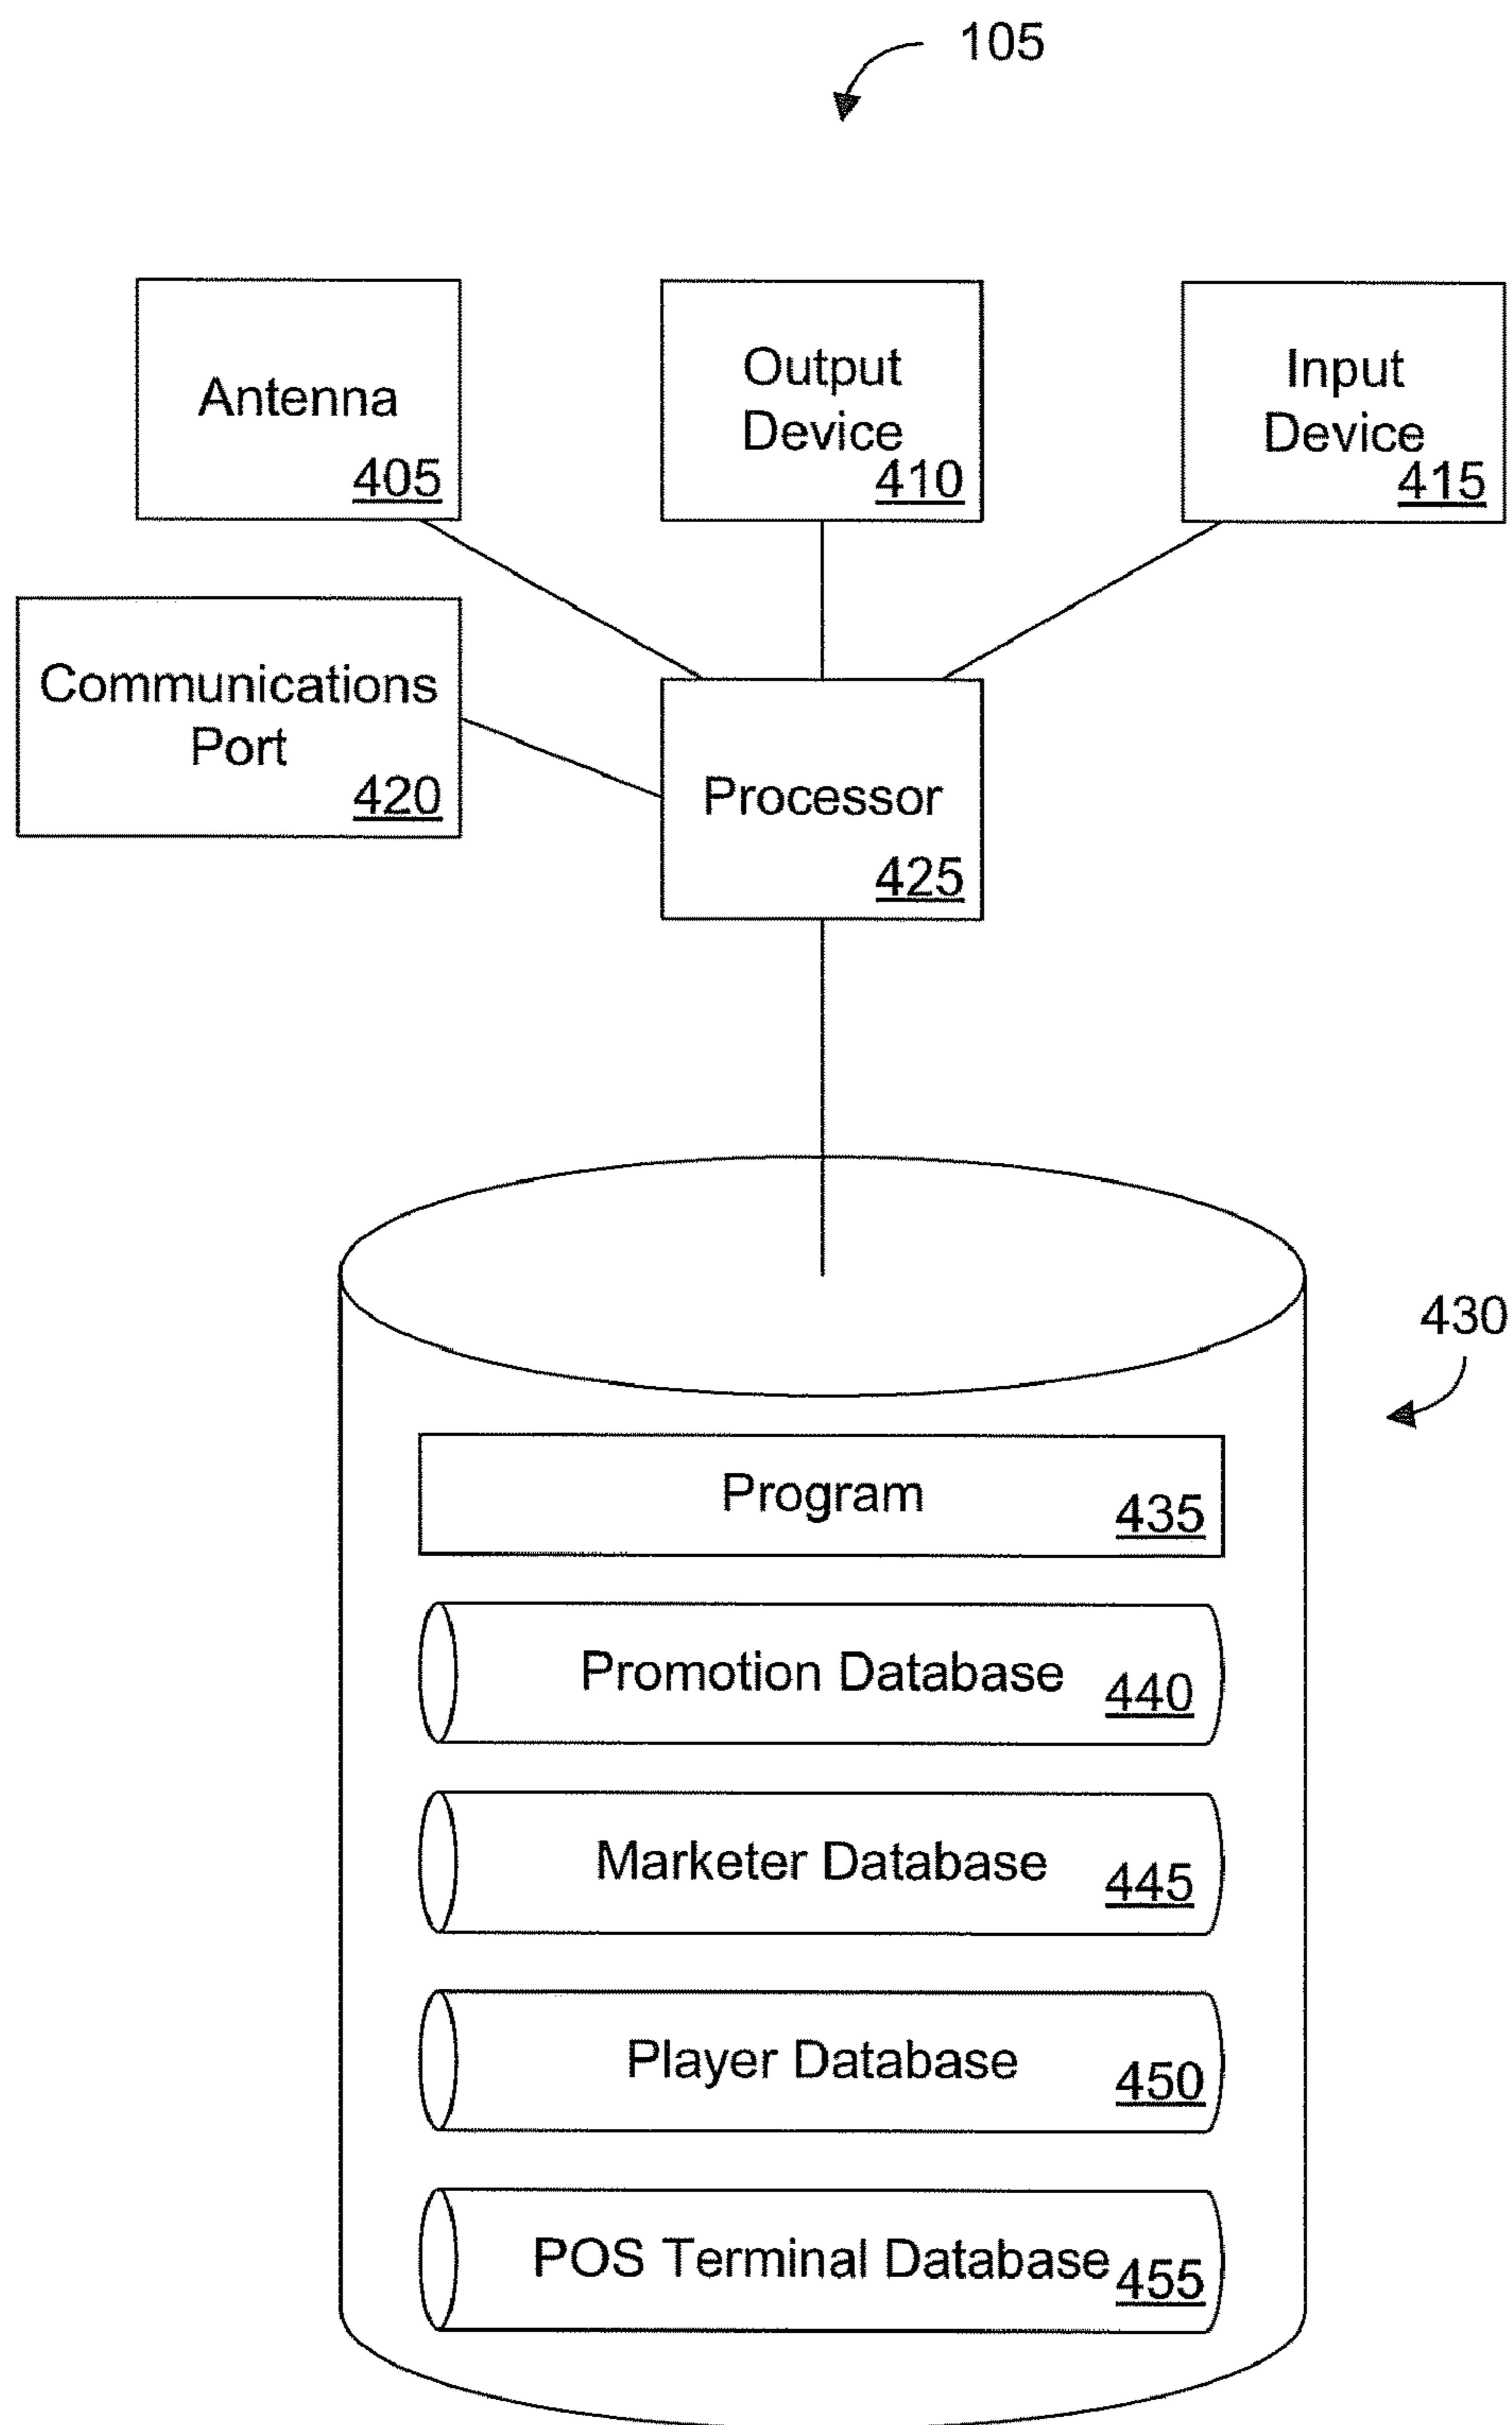 105
Antenna
405
Output
Device
410
Input
Device
415
Communications
Port
420
Processor
425
430
Program
435
Promotion Database
440
Marketer Database
445
Player Database
450
POS Terminal Database
455